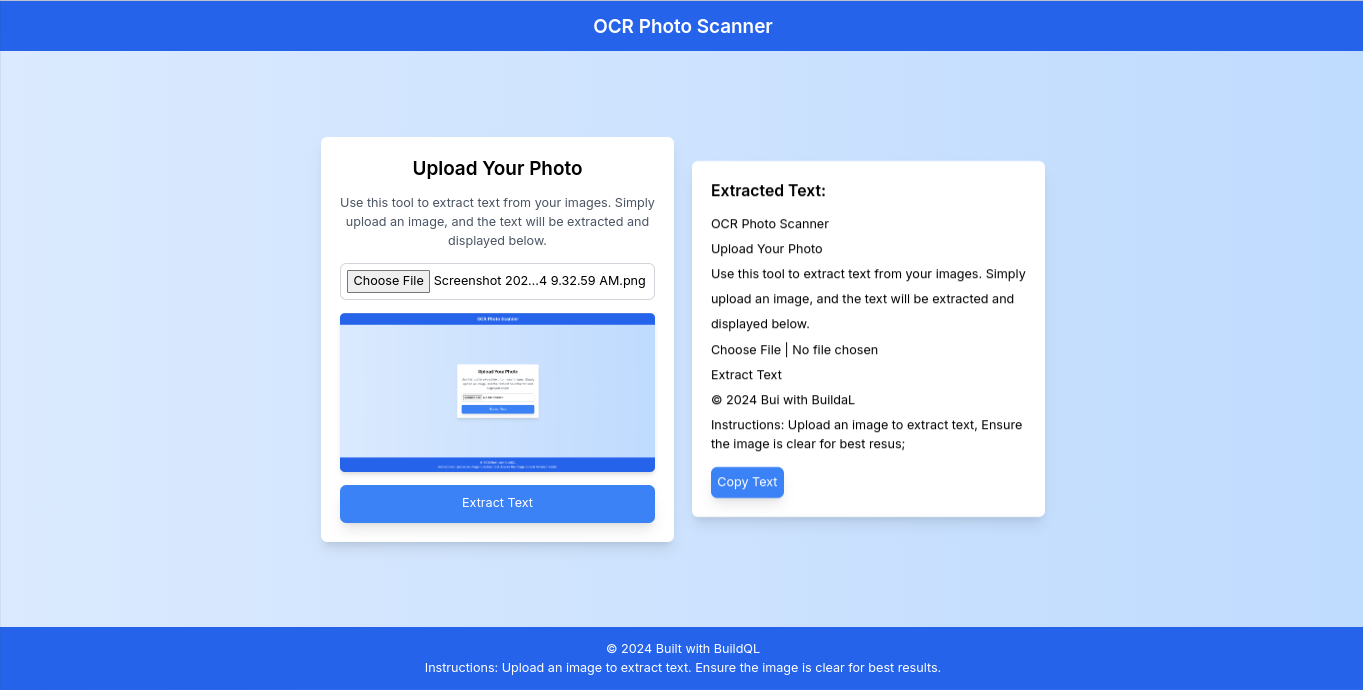 OCR Photo Scanner
Upload Your Photo
Use this tool to extract text from your images. Simply
upload an image, and the text will be extracted and
displayed below.
Choose File Screenshot 202...4 9.32.59 AM.png
OCR Photo Scanner
Upload Your Photo
Extract Text
Extracted Text:
OCR Photo Scanner
Upload Your Photo
Use this tool to extract text from your images. Simply
upload an image, and the text will be extracted and
displayed below.
Choose File | No file chosen
Extract Text
© 2024 Bui with BuildaL
Instructions: Upload an image to extract text, Ensure
the image is clear for best resus;
Copy Text
© 2024 Built with BuildQL
Instructions: Upload an image to extract text. Ensure the image is clear for best results.